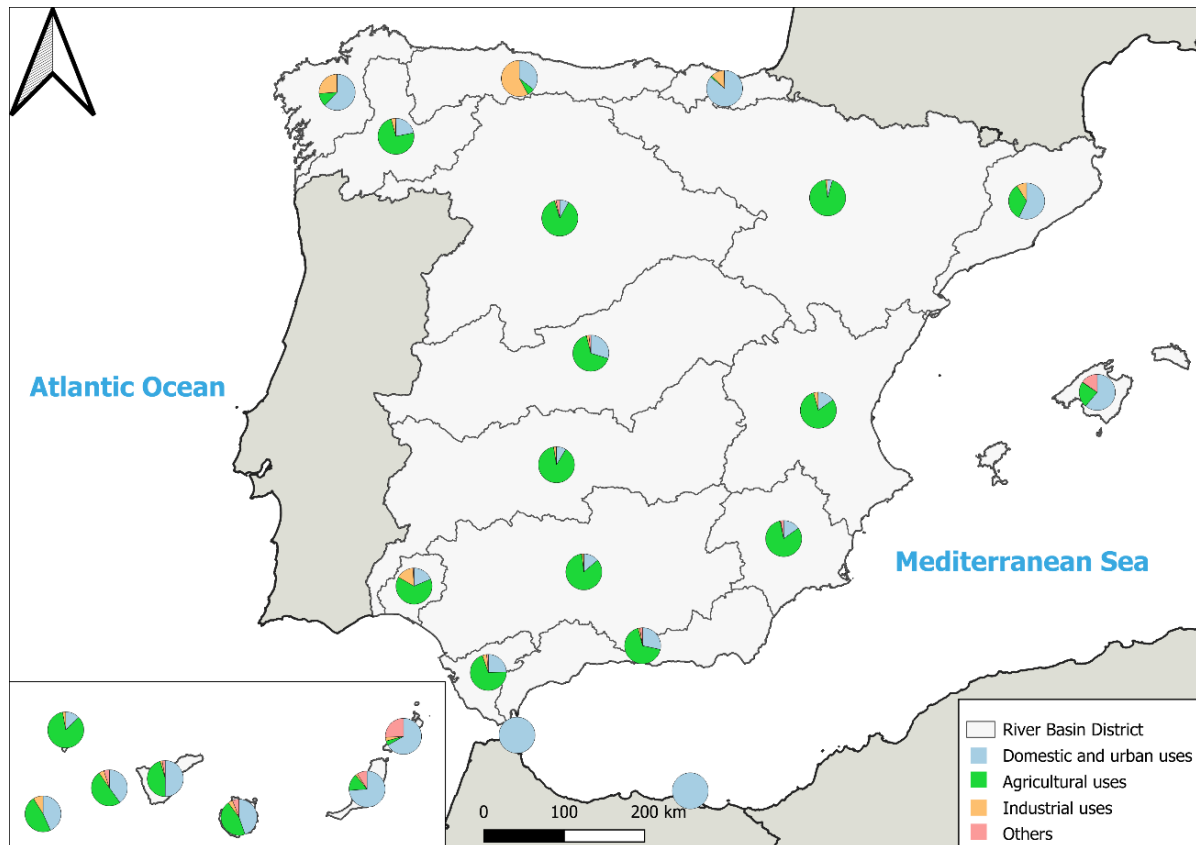 Atlantic Ocean
Mediterranean Sea
River Basin District
Domestic and urban uses
Agricultural uses
Industrial uses
Others
0 100 200 km